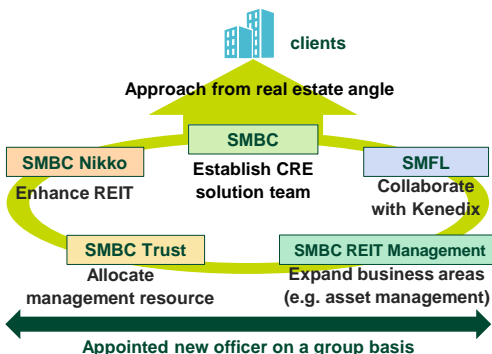 clients
Approach from real estate angle
SMBC
Establish CRE
solution team
SMBC Nikko
Enhance REIT
SMFL
Collaborate
with Kenedix
SMBC Trust
Allocate
management resource
SMBC REIT Management
Expand business areas
(e.g. asset management)
Appointed new officer on a group basis